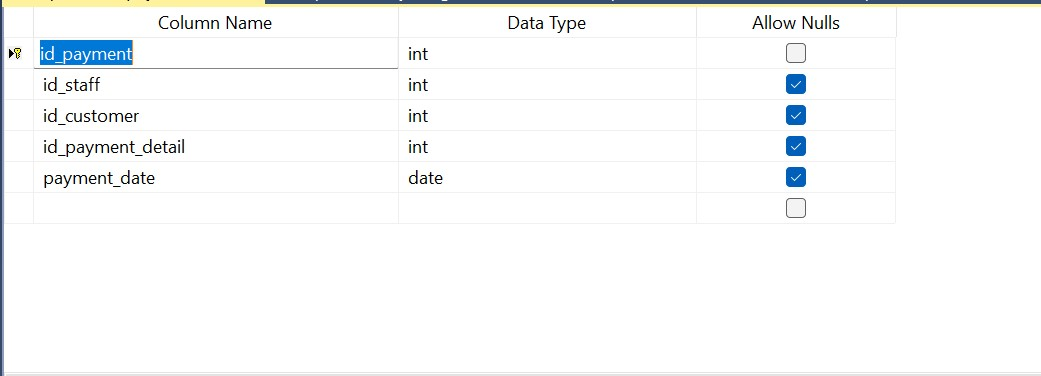 Column Name Data Type Allow Nulls
id_payment int
id_staff int
id_customer int
id_payment_detail int
payment_date date